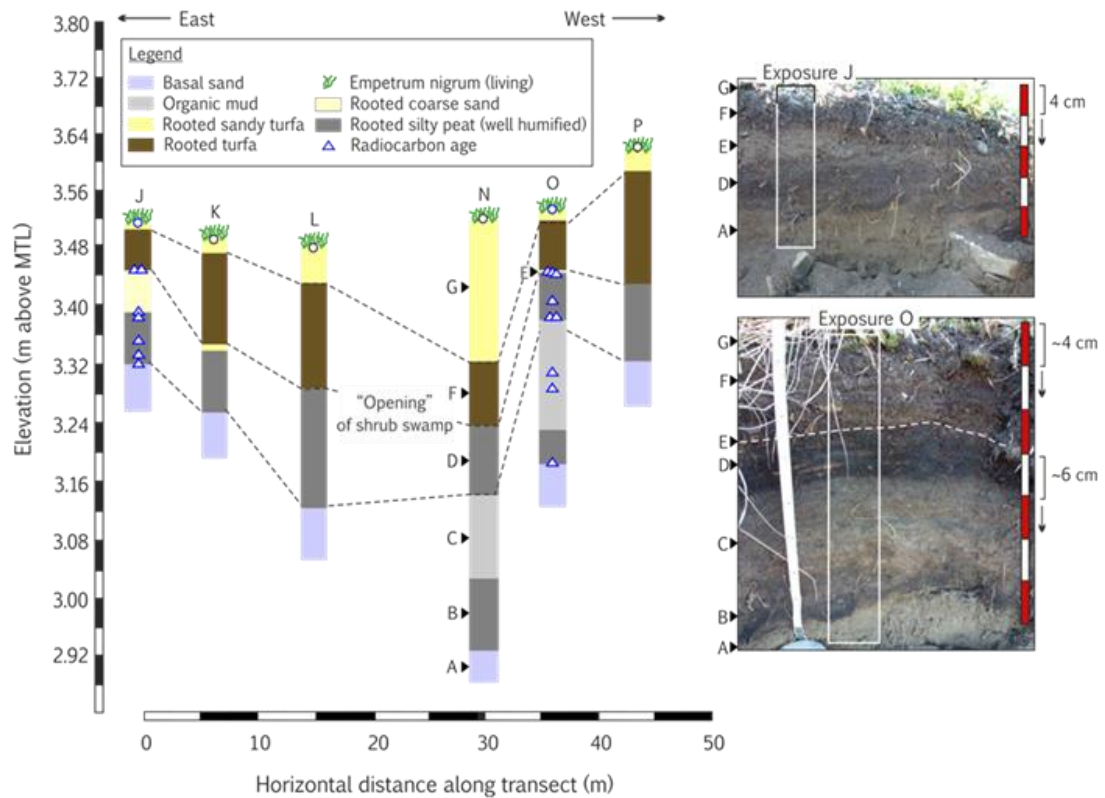 3.80
3.72
3.64
3.56
3.48
3.40
3.32
3.24
3.16
3.08
3.00
2.92
Elevation (m above MTL)
East
West
Legend
Basal sand
Organic mud
Rooted sandy turfa
Rooted turfa
Empetrum nigrum (living)
Rooted coarse sand
Rooted silty peat (well humified)
Radiocarbon age
J
K
L
N
O
P
G
F
D
C
B
A
E
"Opening"
of shrub swamp
0
10
20
30
40
50
Horizontal distance along transect (m)
Exposure J
G
F
E
D
A
4 cm
Exposure O
G
F
E
D
C
B
A
~4 cm
~6 cm